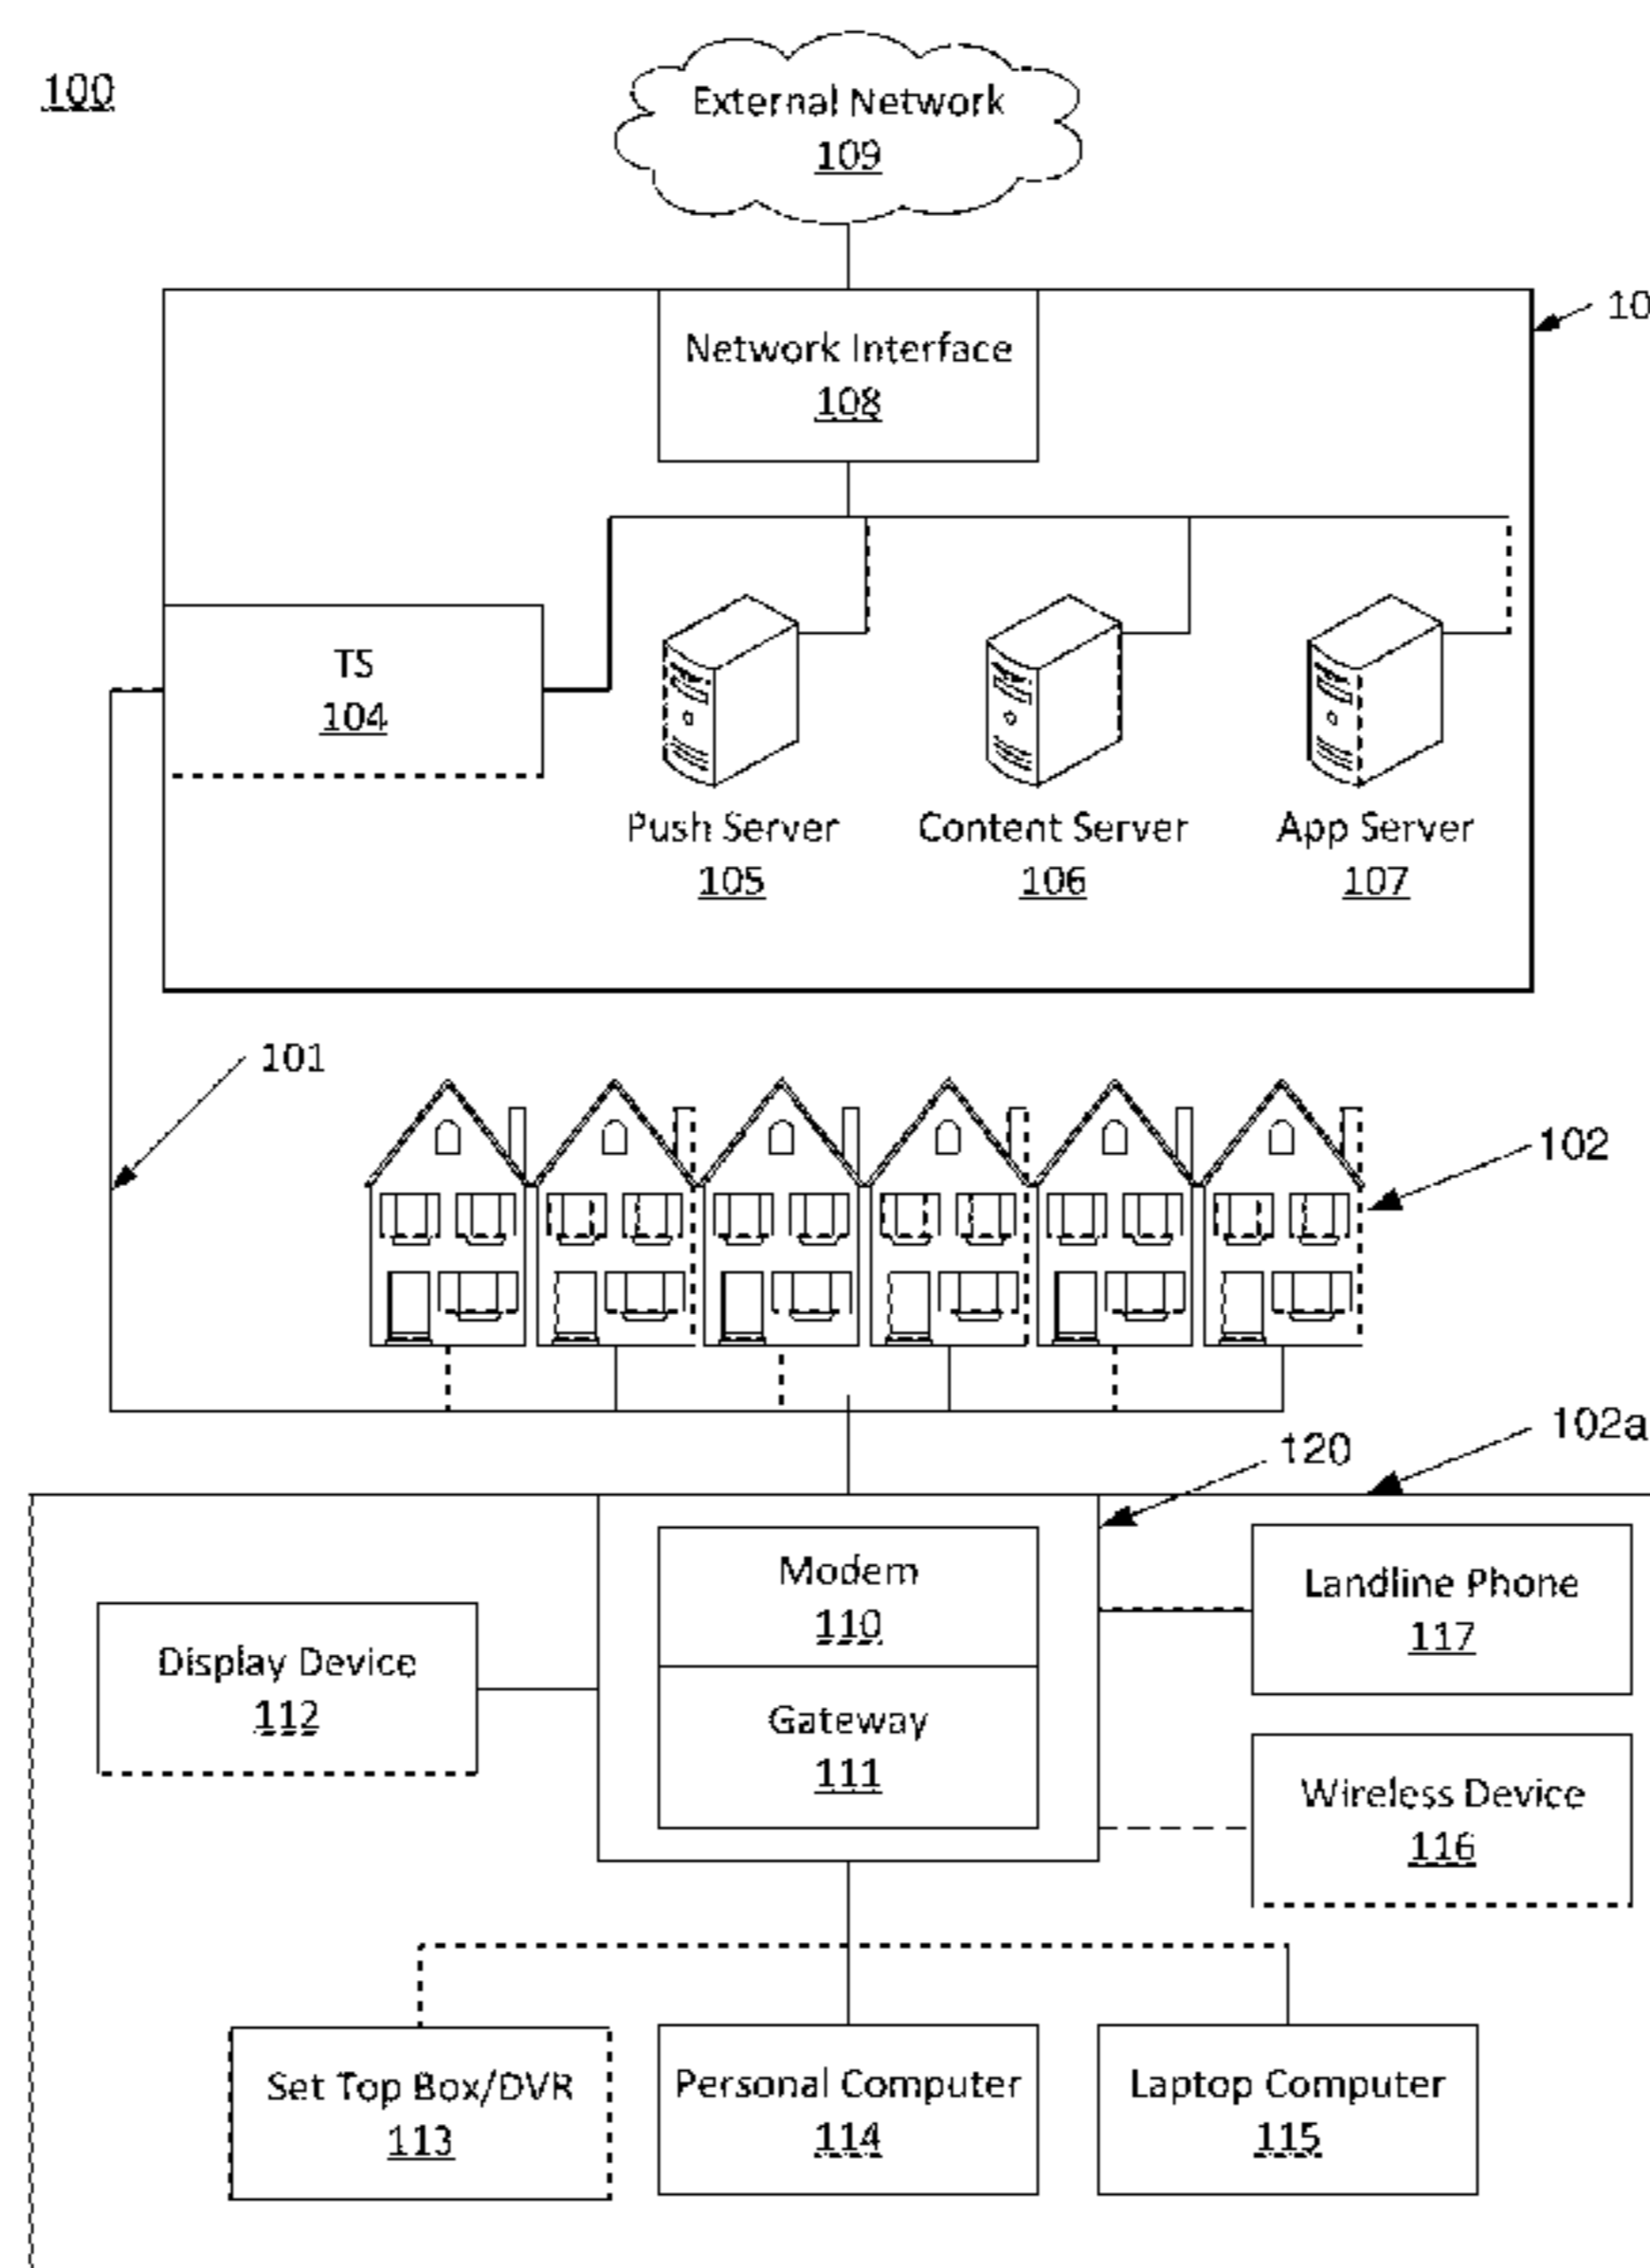 100
External Network
109
10
Network Interface
108
TS
104
Push Server
105
Content Server
106
App Server
107
101
102
102a
120
Modem
110
Landline Phone
117
Display Device
112
Gateway
111
Wireless Device
116
Set Top Box/DVR
113
Personal Computer
114
Laptop Computer
115